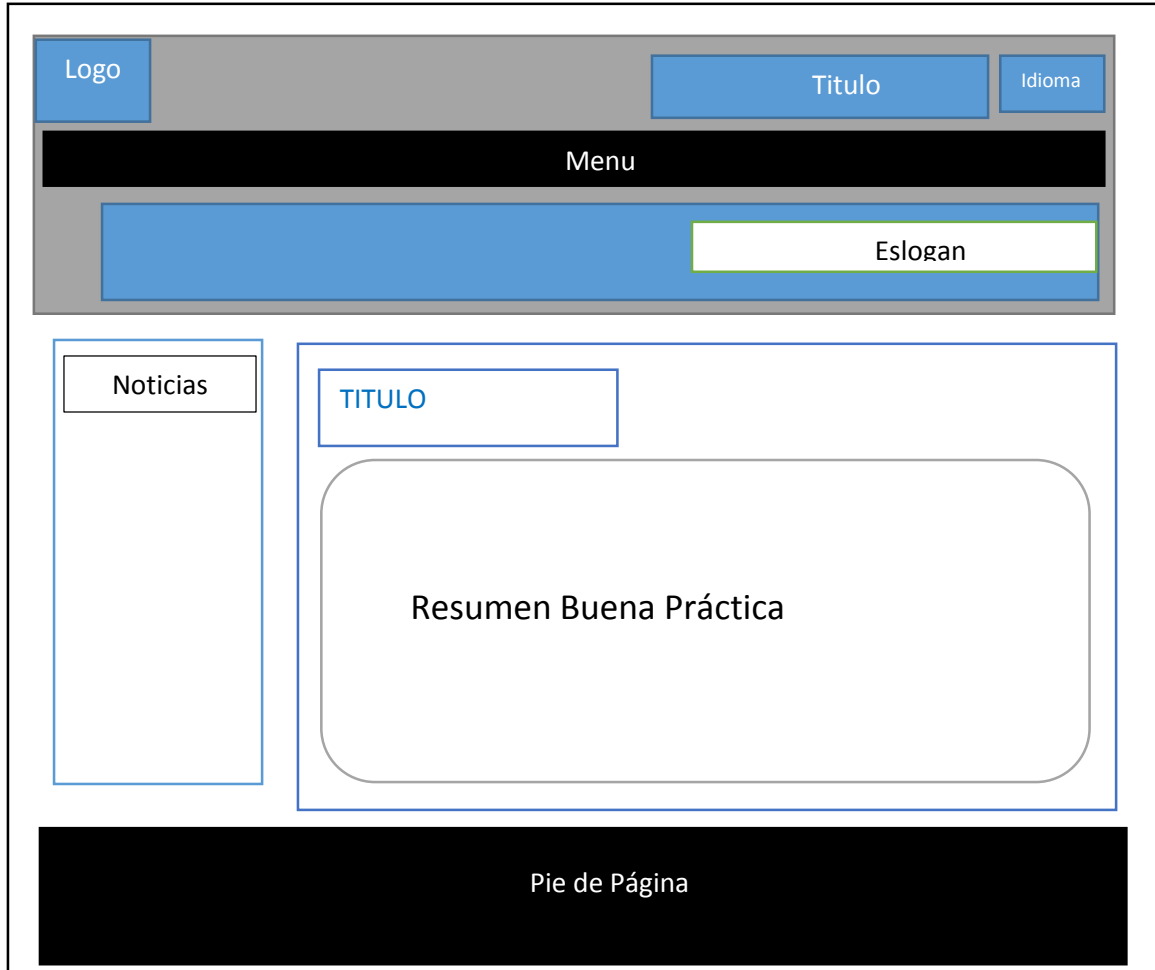 Logo
Titulo
Idioma
Menu
Eslogan
Noticias
TITULO
Resumen Buena Práctica
Pie de Página